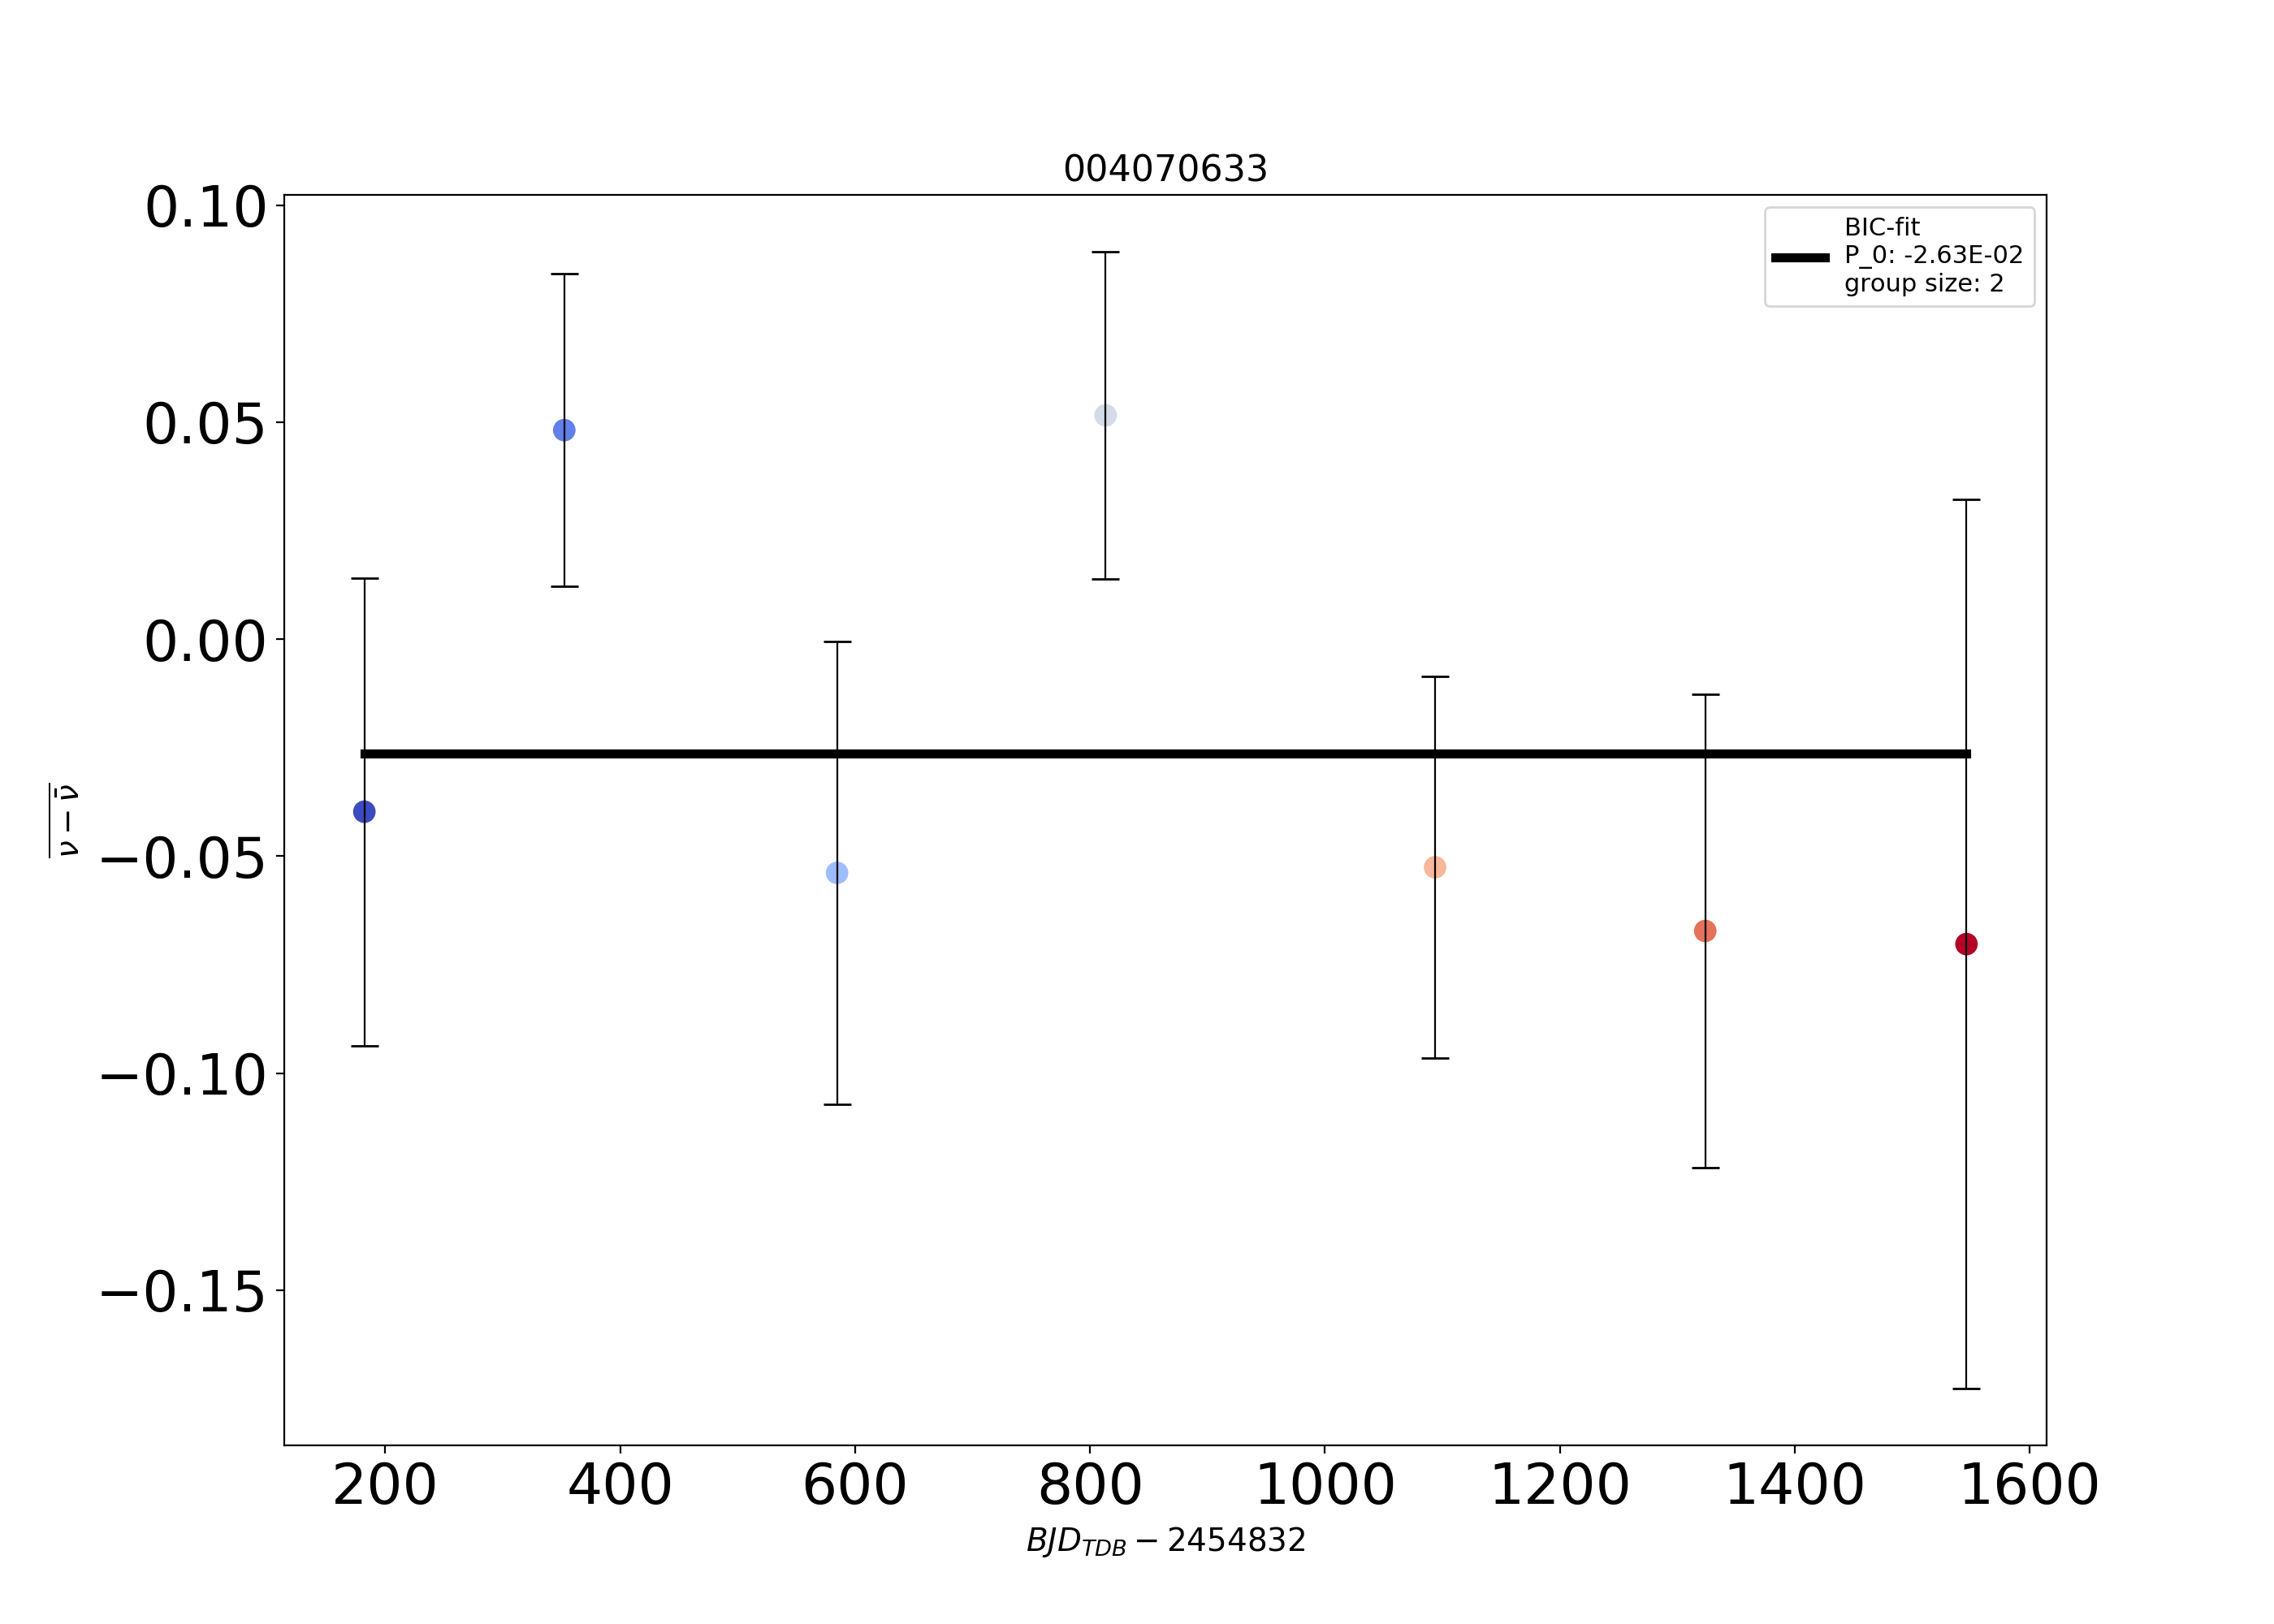 004070633
0.10
0.05
0.00
−0.05
−0.10
−0.15
BIC-fit
P_0: -2.63E-02
group size: 2
ν − ν̄
200 400 600 800 1000 1200 1400 1600
BJD_TDB − 2454832